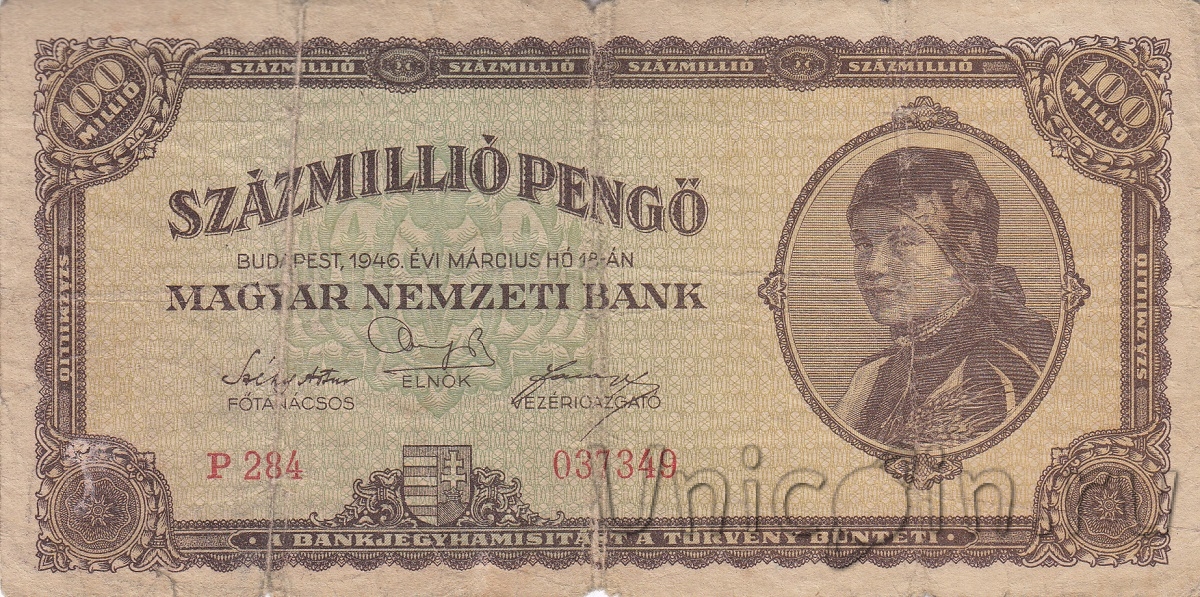 SZÁZMILLIÓ SZÁZMILLIÓ SZÁZMILLIÓ SZÁZMILLIÓ
100 MILLIÓ
100 MILLIÓ
SZÁZMILLIÓ PENGŐ
BUDAPEST, 1946. ÉVI MÁRCIUS HÓ 18-ÁN
MAGYAR NEMZETI BANK
ELNÖK
FŐTANÁCSOS
VEZÉRIGAZGATÓ
SZÁZMILLIÓ
SZÁZMILLIÓ
P 284
037349
A BANKJEGYHAMISÍTÁST A TÖRVÉNY BÜNTETI